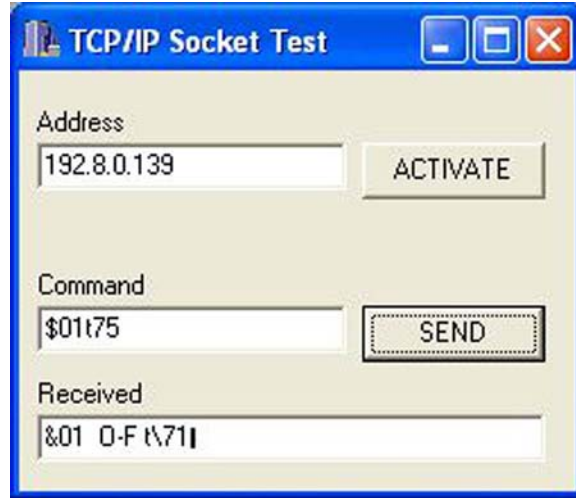 TCP/IP Socket Test
Address
192.8.0.139
ACTIVATE
Command
$01t75
SEND
Received
&01 O-F t\71